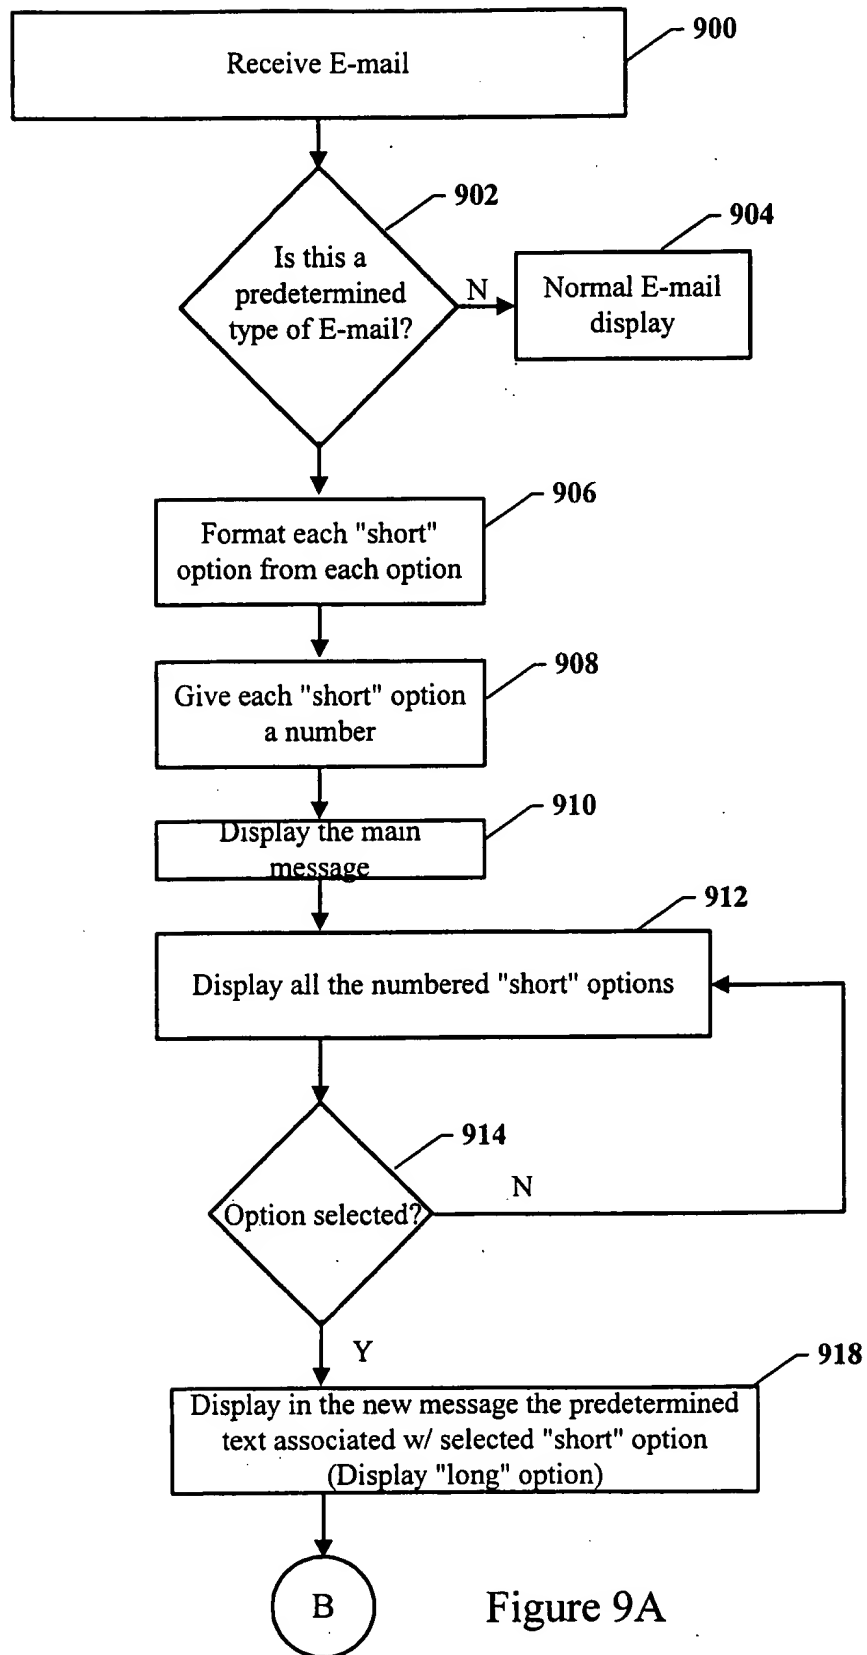 900
Receive E-mail
902
904
Is this a
predetermined
type of E-mail?
N
Normal E-mail
display
906
Format each "short"
option from each option
908
Give each "short" option
a number
910
Display the main
message
912
Display all the numbered "short" options
914
Option selected?
N
Y
918
Display in the new message the predetermined
text associated w/ selected "short" option
(Display "long" option)
B
Figure 9A